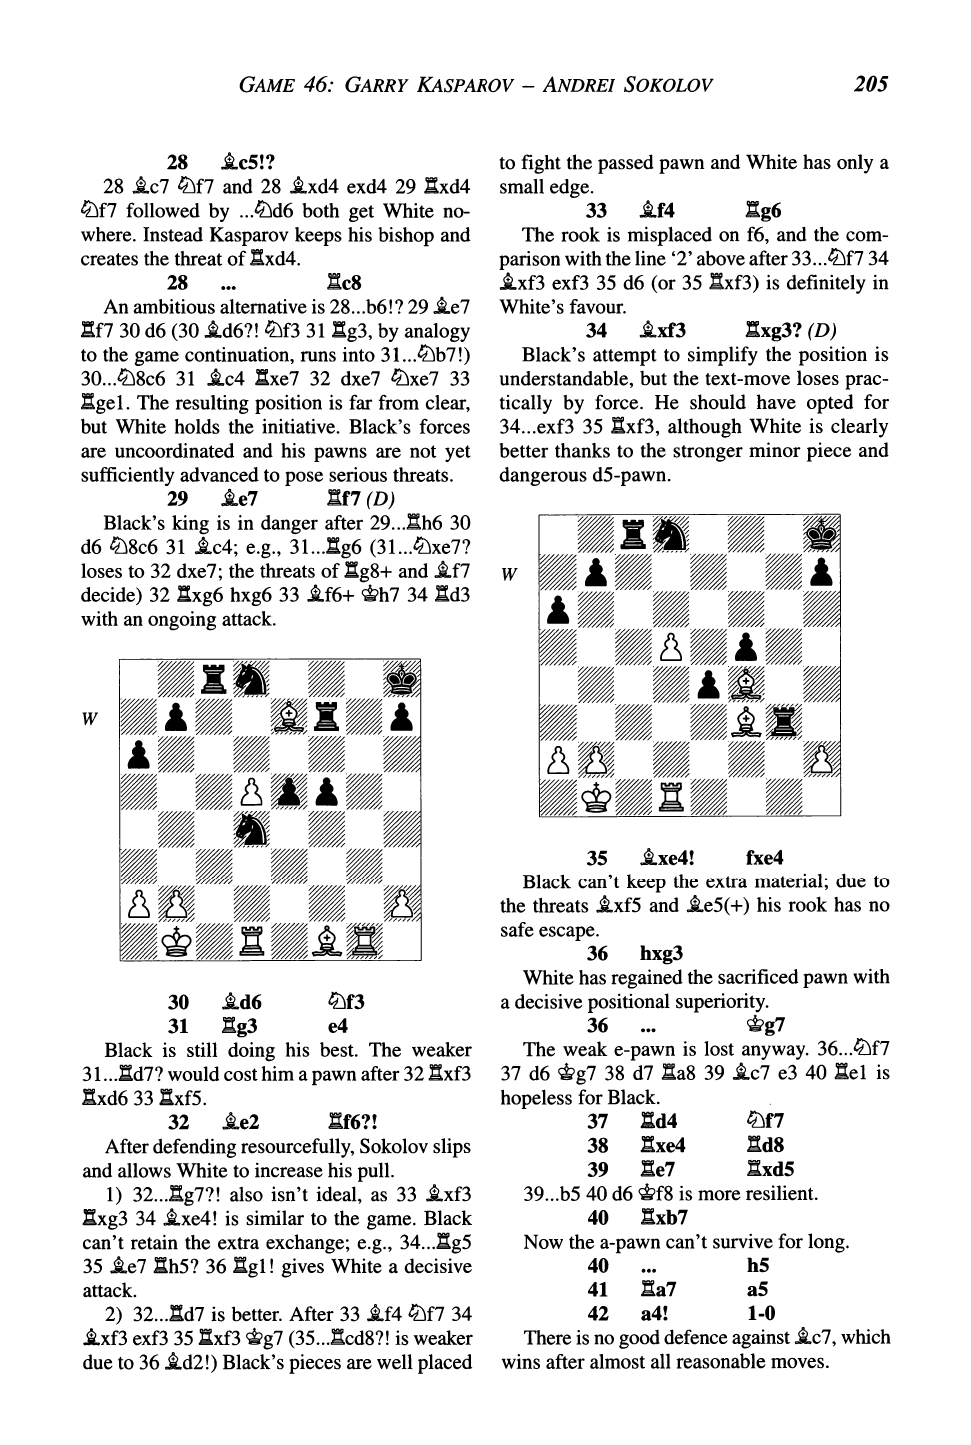 GAME 46: GARRY KASPAROV – ANDREI SOKOLOV 205
28 ♗c5!?
28 ♗c7 ♘f7 and 28 ♗xd4 exd4 29 ♖xd4
♘f7 followed by ...♘d6 both get White no-
where. Instead Kasparov keeps his bishop and
creates the threat of ♖xd4.
28 ... ♖c8
An ambitious alternative is 28...b6!? 29 ♗e7
♖f7 30 d6 (30 ♗d6?! ♘f3 31 ♖g3, by analogy
to the game continuation, runs into 31...♘b7!)
30...♘8c6 31 ♗c4 ♖xe7 32 dxe7 ♘xe7 33
♖ge1. The resulting position is far from clear,
but White holds the initiative. Black's forces
are uncoordinated and his pawns are not yet
sufficiently advanced to pose serious threats.
29 ♗e7 ♖f7 (D)
Black's king is in danger after 29...♖h6 30
d6 ♘8c6 31 ♗c4; e.g., 31...♖g6 (31...♘xe7?
loses to 32 dxe7; the threats of ♖g8+ and ♗f7
decide) 32 ♖xg6 hxg6 33 ♗f6+ ♔h7 34 ♖d3
with an ongoing attack.
W
30 ♗d6 ♘f3
31 ♖g3 e4
Black is still doing his best. The weaker
31...♖d7? would cost him a pawn after 32 ♖xf3
♖xd6 33 ♖xf5.
32 ♗e2 ♖f6?!
After defending resourcefully, Sokolov slips
and allows White to increase his pull.
1) 32...♖g7?! also isn't ideal, as 33 ♗xf3
♖xg3 34 ♗xe4! is similar to the game. Black
can't retain the extra exchange; e.g., 34...♖g5
35 ♗e7 ♖h5? 36 ♖g1! gives White a decisive
attack.
2) 32...♖d7 is better. After 33 ♗f4 ♘f7 34
♗xf3 exf3 35 ♖xf3 ♔g7 (35...♖cd8?! is weaker
due to 36 ♗d2!) Black's pieces are well placed
to fight the passed pawn and White has only a
small edge.
33 ♗f4 ♖g6
The rook is misplaced on f6, and the com-
parison with the line '2' above after 33...♘f7 34
♗xf3 exf3 35 d6 (or 35 ♖xf3) is definitely in
White's favour.
34 ♗xf3 ♖xg3? (D)
Black's attempt to simplify the position is
understandable, but the text-move loses prac-
tically by force. He should have opted for
34...exf3 35 ♖xf3, although White is clearly
better thanks to the stronger minor piece and
dangerous d5-pawn.
W
35 ♗xe4! fxe4
Black can't keep the extra material; due to
the threats ♗xf5 and ♗e5(+) his rook has no
safe escape.
36 hxg3
White has regained the sacrificed pawn with
a decisive positional superiority.
36 ... ♔g7
The weak e-pawn is lost anyway. 36...♘f7
37 d6 ♔g7 38 d7 ♖a8 39 ♗c7 e3 40 ♖e1 is
hopeless for Black.
37 ♖d4 ♘f7
38 ♖xe4 ♖d8
39 ♖e7 ♖xd5
39...b5 40 d6 ♔f8 is more resilient.
40 ♖xb7
Now the a-pawn can't survive for long.
40 ... h5
41 ♖a7 a5
42 a4! 1-0
There is no good defence against ♗c7, which
wins after almost all reasonable moves.